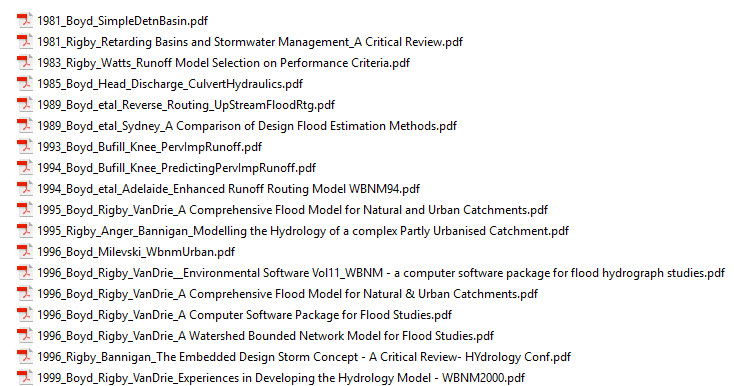 1981_Boyd_SimpleDetnBasin.pdf
1981_Rigby_Retarding Basins and Stormwater Management_A Critical Review.pdf
1983_Rigby_Watts_Runoff Model Selection on Performance Criteria.pdf
1985_Boyd_Head_Discharge_CulvertHydraulics.pdf
1989_Boyd_etal_Reverse_Routing_UpStreamFloodRtg.pdf
1989_Boyd_etal_Sydney_A Comparison of Design Flood Estimation Methods.pdf
1993_Boyd_Bufill_Knee_PervImpRunoff.pdf
1994_Boyd_Bufill_Knee_PredictingPervImpRunoff.pdf
1994_Boyd_etal_Adelaide_Enhanced Runoff Routing Model WBNM94.pdf
1995_Boyd_Rigby_VanDrie_A Comprehensive Flood Model for Natural and Urban Catchments.pdf
1995_Rigby_Anger_Bannigan_Modelling the Hydrology of a complex Partly Urbanised Catchment.pdf
1996_Boyd_Milevski_WbnmUrban.pdf
1996_Boyd_Rigby_VanDrie__Environmental Software Vol11_WBNM - a computer software package for flood hydrograph studies.pdf
1996_Boyd_Rigby_VanDrie_A Comprehensive Flood Model for Natural & Urban Catchments.pdf
1996_Boyd_Rigby_VanDrie_A Computer Software Package for Flood Studies.pdf
1996_Boyd_Rigby_VanDrie_A Watershed Bounded Network Model for Flood Studies.pdf
1996_Rigby_Bannigan_The Embedded Design Storm Concept - A Critical Review- HYdrology Conf.pdf
1999_Boyd_Rigby_VanDrie_Experiences in Developing the Hydrology Model - WBNM2000.pdf